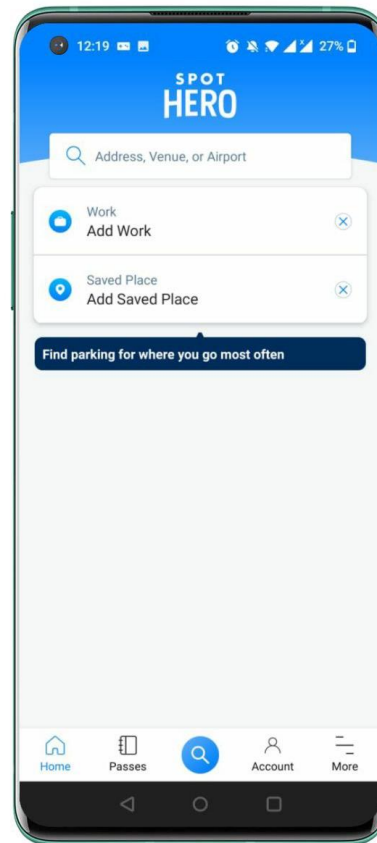 12:19
27%
SPOT
HERO
Address, Venue, or Airport
Work
Add Work
Saved Place
Add Saved Place
Find parking for where you go most often
Home
Passes
Account
More